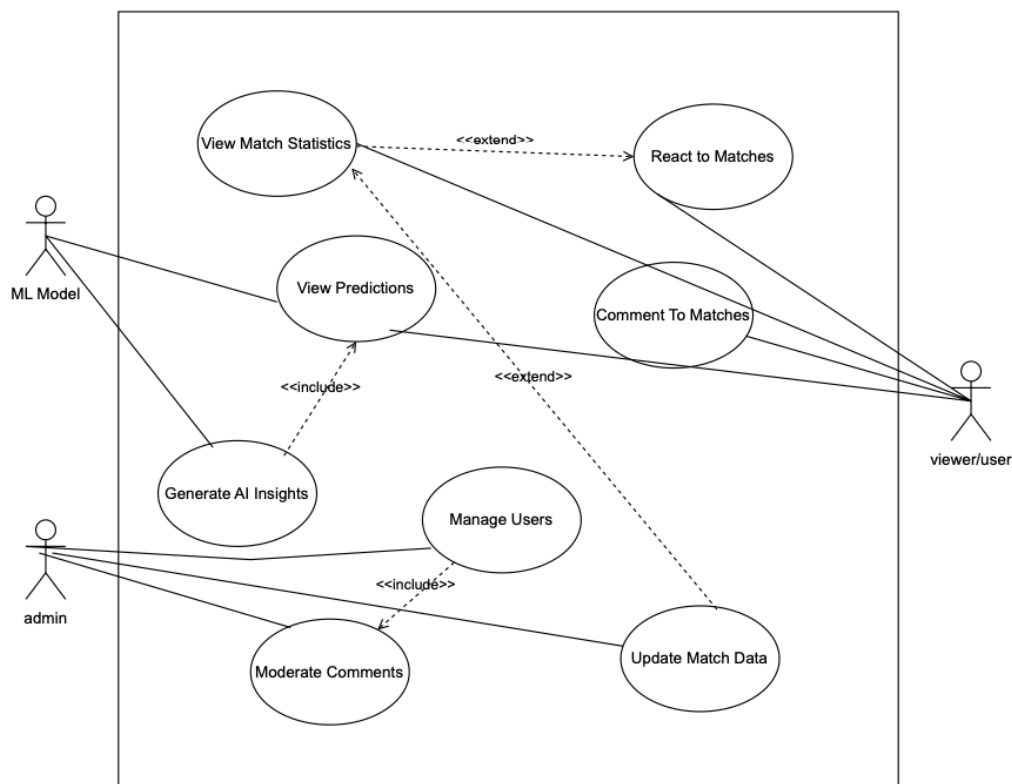 View Match Statistics
<<extend>>
React to Matches
ML Model
View Predictions
Comment To Matches
<<include>>
<<extend>>
viewer/user
Generate AI Insights
Manage Users
<<include>>
admin
Moderate Comments
Update Match Data